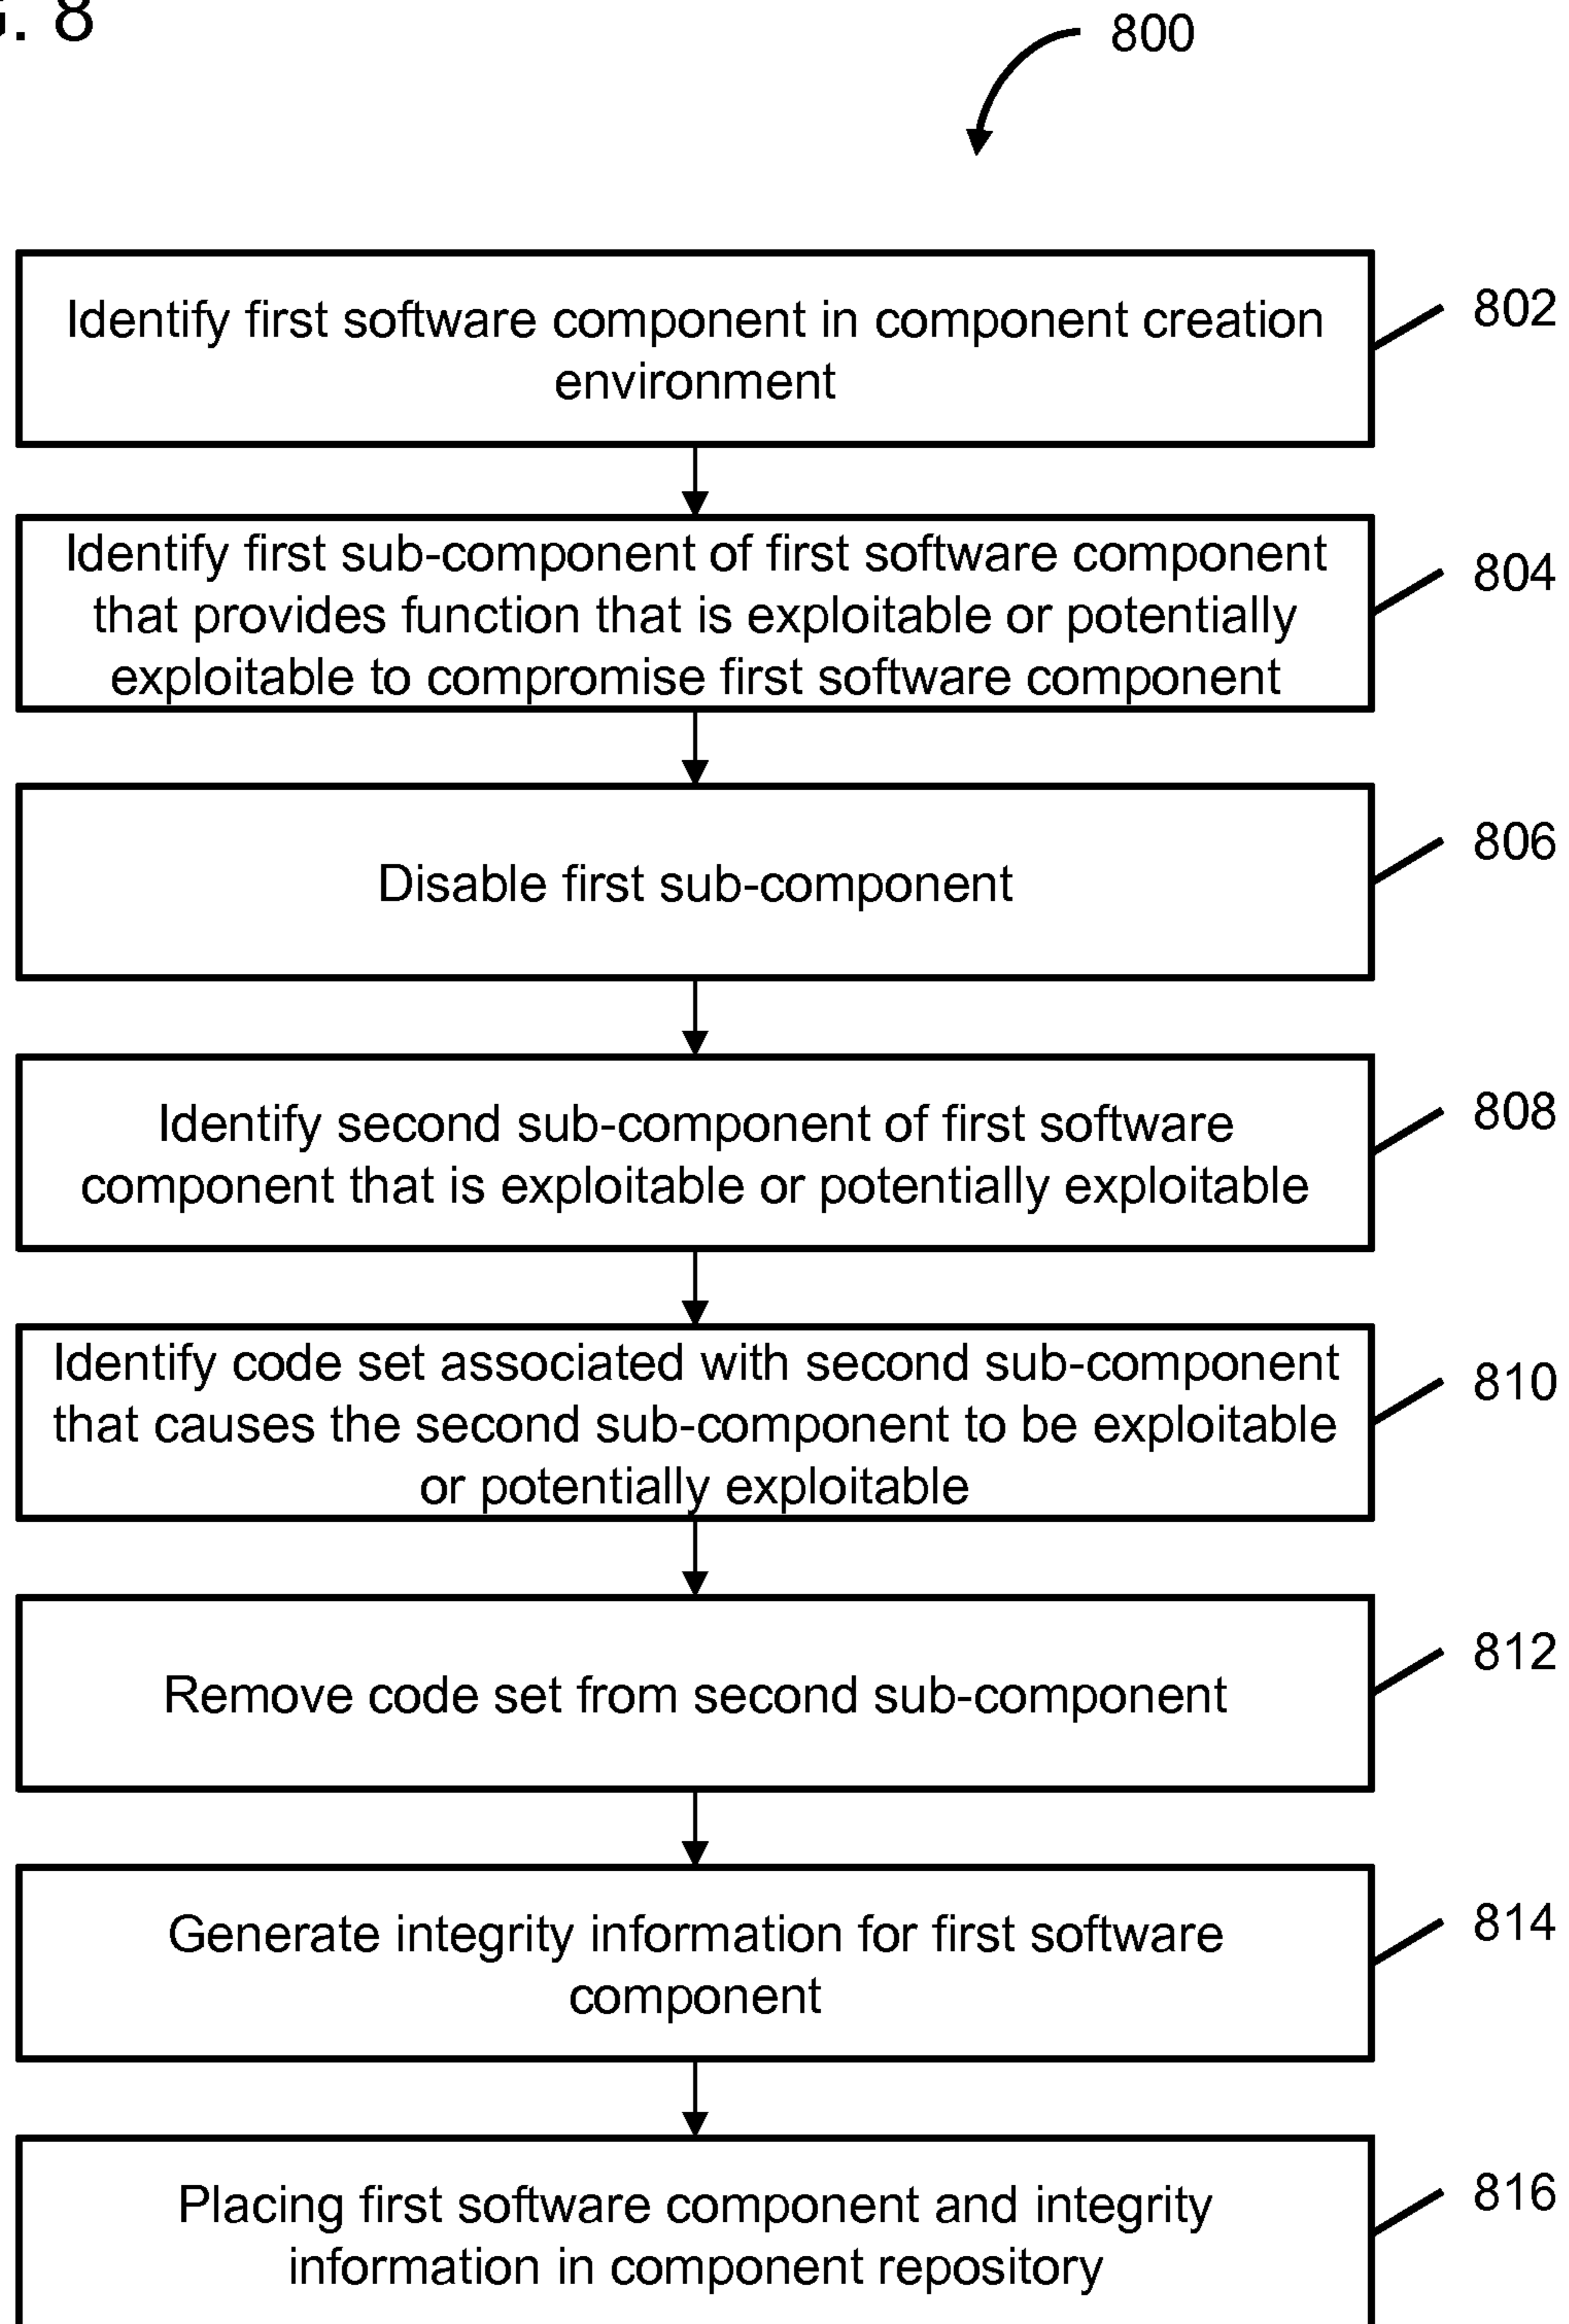 . 8
800
Identify first software component in component creation
environment
802
Identify first sub-component of first software component
that provides function that is exploitable or potentially
exploitable to compromise first software component
804
Disable first sub-component
806
Identify second sub-component of first software
component that is exploitable or potentially exploitable
808
Identify code set associated with second sub-component
that causes the second sub-component to be exploitable
or potentially exploitable
810
Remove code set from second sub-component
812
Generate integrity information for first software
component
814
Placing first software component and integrity
information in component repository
816